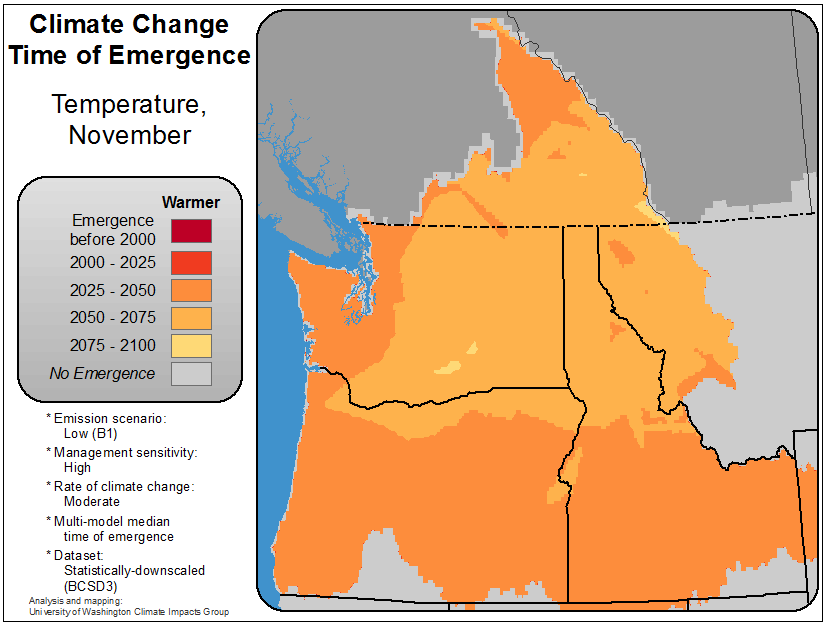 Climate Change
Time of Emergence
Temperature,
November
Warmer
Emergence
before 2000
2000 - 2025
2025 - 2050
2050 - 2075
2075 - 2100
No Emergence
* Emission scenario:
Low (B1)
* Management sensitivity:
High
* Rate of climate change:
Moderate
* Multi-model median
time of emergence
* Dataset:
Statistically-downscaled
(BCSD3)
Analysis and mapping:
University of Washington Climate Impacts Group